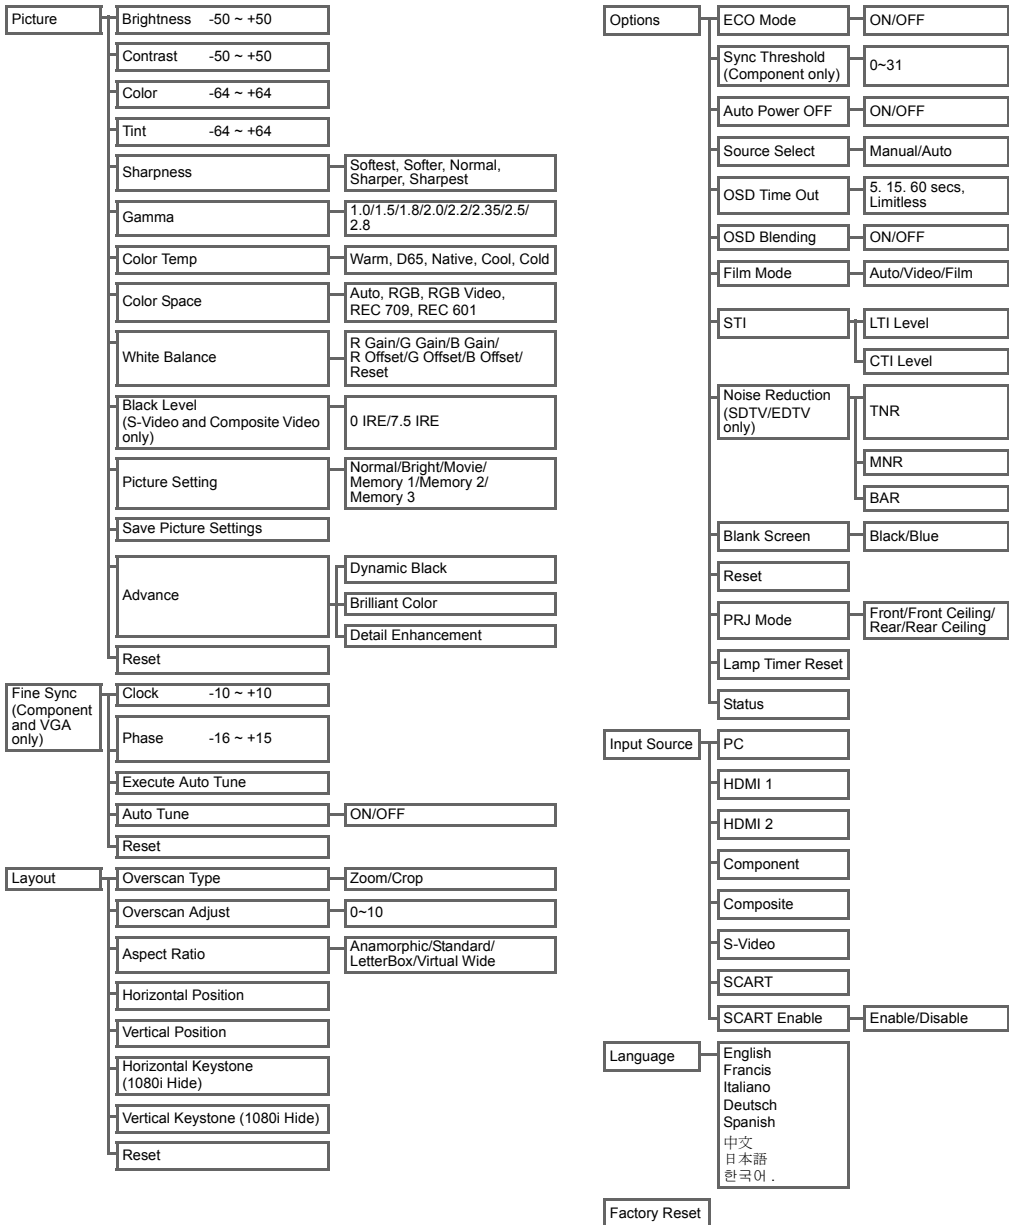 Picture
Brightness -50 ~ +50
Contrast -50 ~ +50
Color -64 ~ +64
Tint -64 ~ +64
Sharpness
Softest, Softer, Normal,
Sharper, Sharpest
Gamma
1.0/1.5/1.8/2.0/2.2/2.35/2.5/
2.8
Color Temp
Warm, D65, Native, Cool, Cold
Color Space
Auto, RGB, RGB Video,
REC 709, REC 601
White Balance
R Gain/G Gain/B Gain/
R Offset/G Offset/B Offset/
Reset
Black Level
(S-Video and Composite Video
only)
0 IRE/7.5 IRE
Picture Setting
Normal/Bright/Movie/
Memory 1/Memory 2/
Memory 3
Save Picture Settings
Advance
Dynamic Black
Brilliant Color
Detail Enhancement
Reset
Fine Sync
(Component
and VGA
only)
Clock -10 ~ +10
Phase -16 ~ +15
Execute Auto Tune
Auto Tune
ON/OFF
Reset
Layout
Overscan Type
Zoom/Crop
Overscan Adjust
0~10
Aspect Ratio
Anamorphic/Standard/
LetterBox/Virtual Wide
Horizontal Position
Vertical Position
Horizontal Keystone
(1080i Hide)
Vertical Keystone (1080i Hide)
Reset
Options
ECO Mode
ON/OFF
Sync Threshold
(Component only)
0~31
Auto Power OFF
ON/OFF
Source Select
Manual/Auto
OSD Time Out
5. 15. 60 secs,
Limitless
OSD Blending
ON/OFF
Film Mode
Auto/Video/Film
STI
LTI Level
CTI Level
Noise Reduction
(SDTV/EDTV
only)
TNR
MNR
BAR
Blank Screen
Black/Blue
Reset
PRJ Mode
Front/Front Ceiling/
Rear/Rear Ceiling
Lamp Timer Reset
Status
Input Source
PC
HDMI 1
HDMI 2
Component
Composite
S-Video
SCART
SCART Enable
Enable/Disable
Language
English
Francis
Italiano
Deutsch
Spanish
中文
日本語
한국어 .
Factory Reset